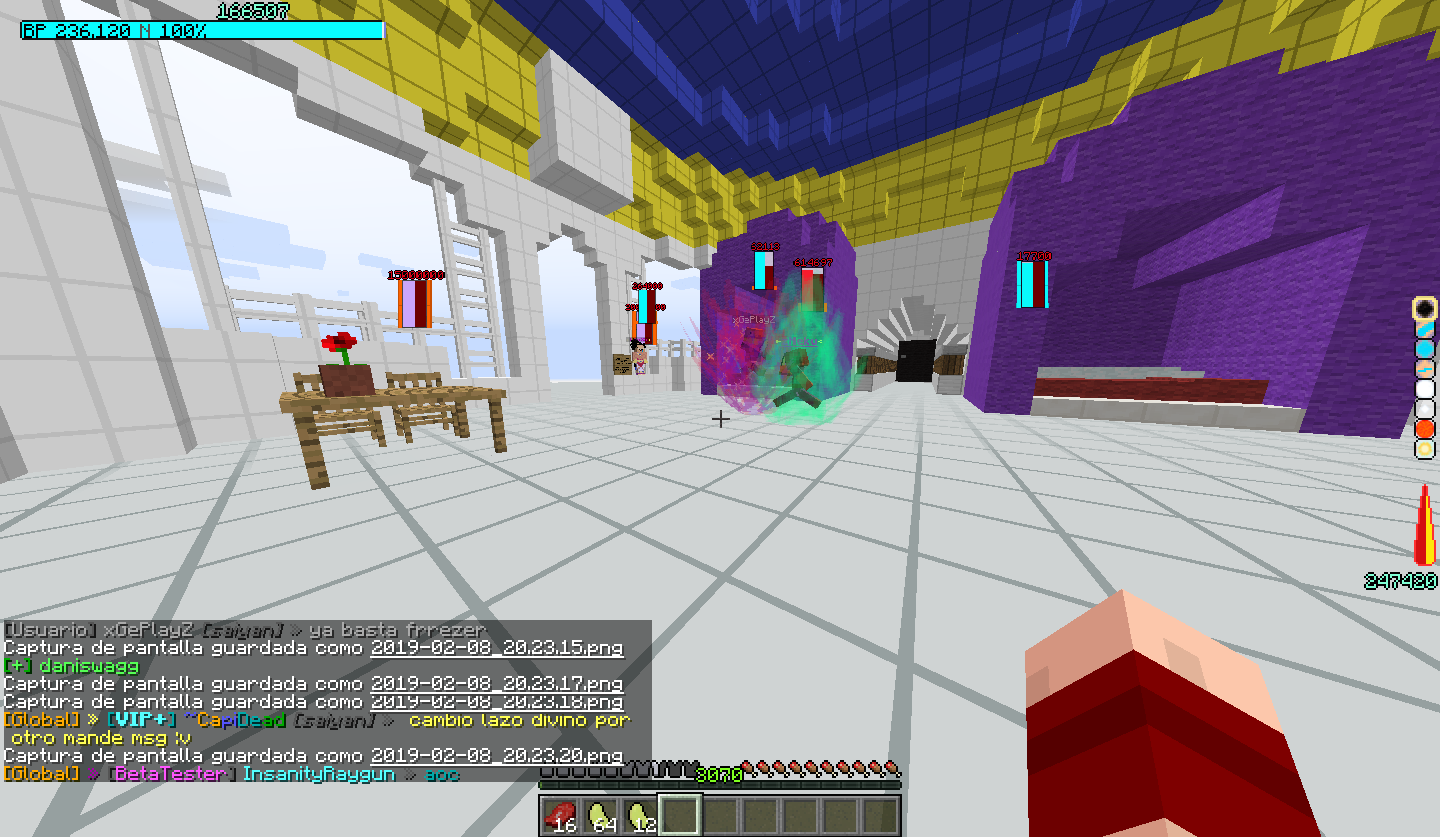 168507
BP 236,120 N 100%
15000000
264000
63113
614687
17700
xGePlayZ
247420
[Usuario] xGePlayZ [saiyan] » ya basta frrezer
Captura de pantalla guardada como 2019-02-08_20.23.15.png
[+] daniswagg
Captura de pantalla guardada como 2019-02-08_20.23.17.png
Captura de pantalla guardada como 2019-02-08_20.23.18.png
[Global] » [VIP+] ~CapiDead [saiyan] » cambio lazo divino por
otro mande msg :v
Captura de pantalla guardada como 2019-02-08_20.23.20.png
[Global] » [BetaTester] InsanityRaygun » aoc
3070
16 64 12